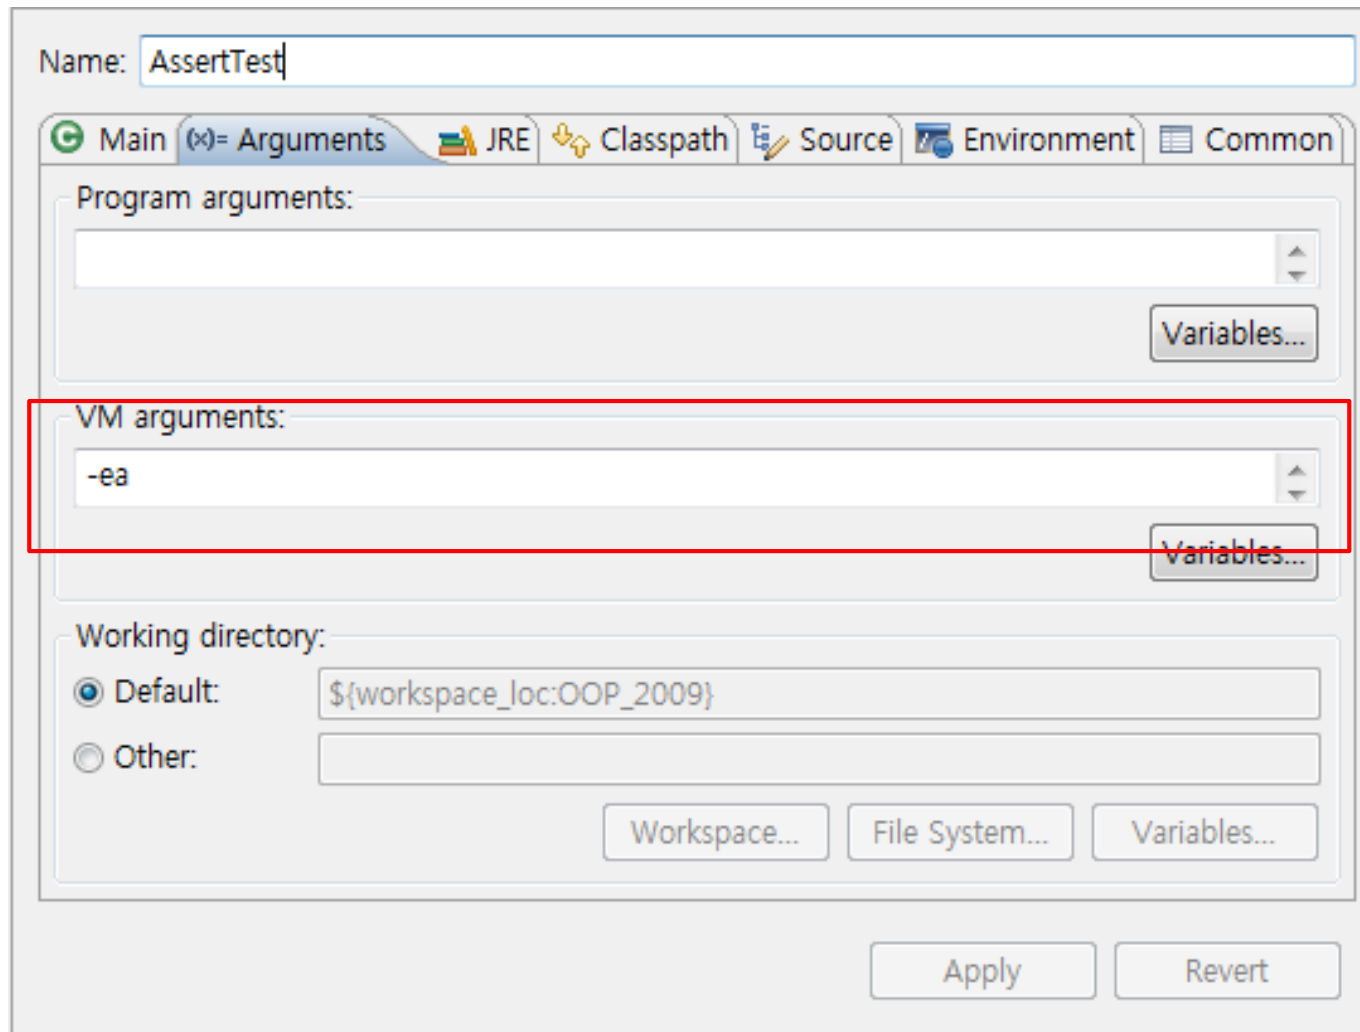 Name: AssertTest
Main (x)= Arguments JRE Classpath Source Environment Common
Program arguments:
Variables...
VM arguments:
-ea
Variables...
Working directory:
Default: ${workspace_loc:OOP_2009}
Other:
Workspace... File System... Variables...
Apply Revert